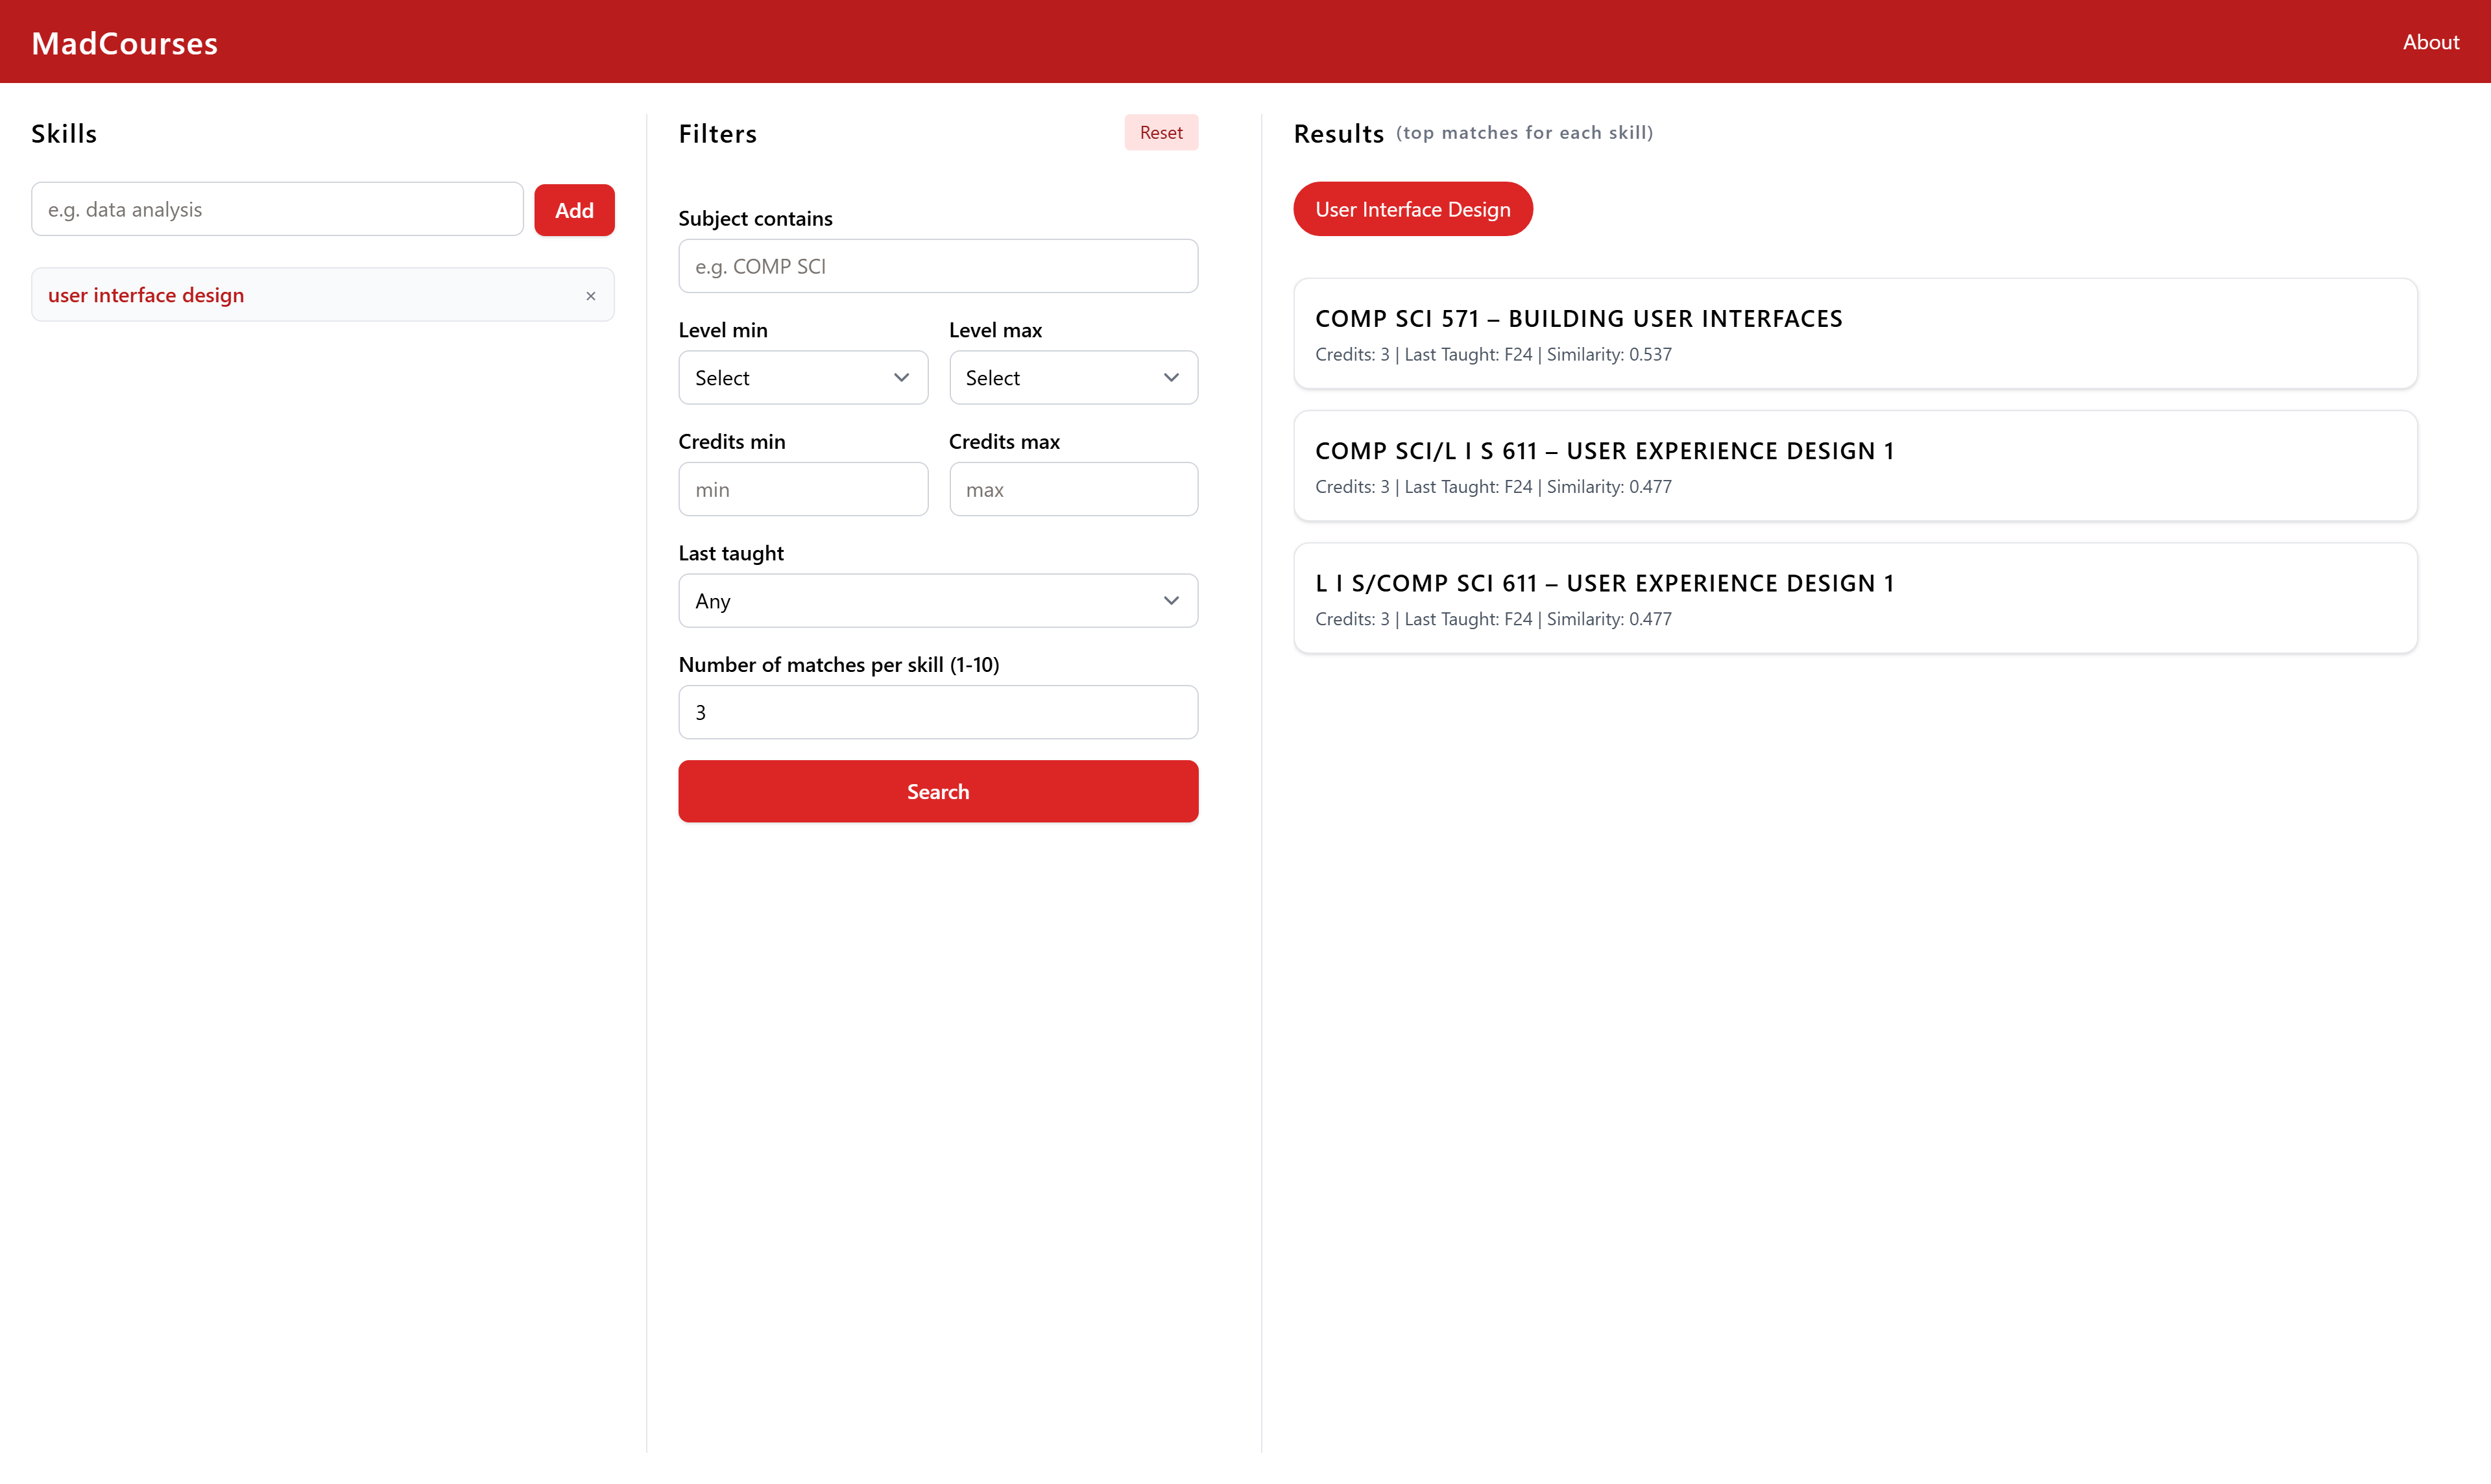 MadCourses
About
Skills
e.g. data analysis
Add
user interface design
×
Filters
Reset
Subject contains
e.g. COMP SCI
Level min
Level max
Select
Select
Credits min
Credits max
min
max
Last taught
Any
Number of matches per skill (1-10)
3
Search
Results (top matches for each skill)
User Interface Design
COMP SCI 571 – BUILDING USER INTERFACES
Credits: 3 | Last Taught: F24 | Similarity: 0.537
COMP SCI/L I S 611 – USER EXPERIENCE DESIGN 1
Credits: 3 | Last Taught: F24 | Similarity: 0.477
L I S/COMP SCI 611 – USER EXPERIENCE DESIGN 1
Credits: 3 | Last Taught: F24 | Similarity: 0.477